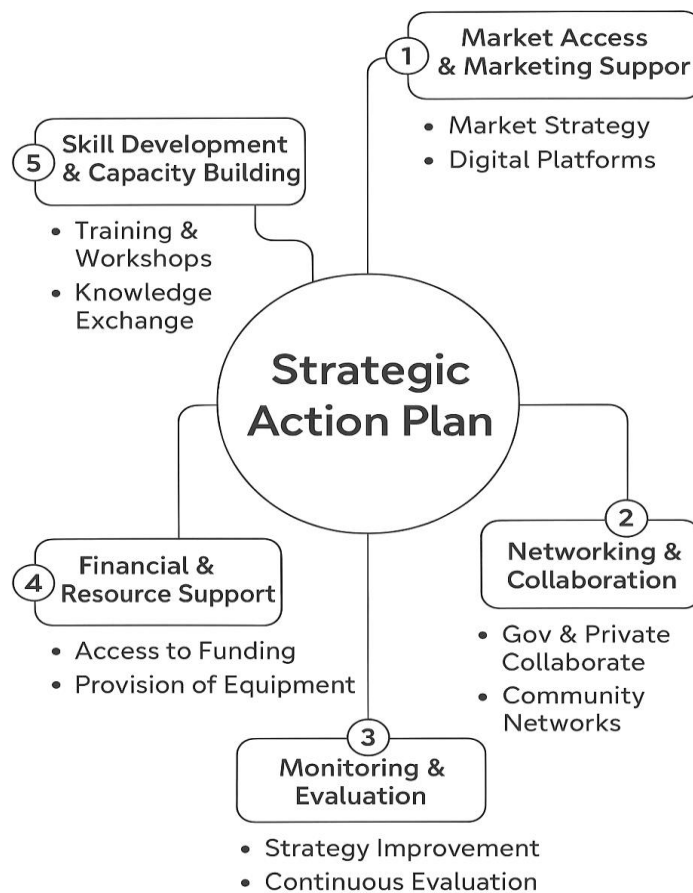 1
Market Access
& Marketing Suppor
• Market Strategy
• Digital Platforms
5
Skill Development
& Capacity Building
• Training &
Workshops
• Knowledge
Exchange
Strategic
Action Plan
2
Networking &
Collaboration
• Gov & Private
Collaborate
• Community
Networks
4
Financial &
Resource Support
• Access to Funding
• Provision of Equipment
3
Monitoring &
Evaluation
• Strategy Improvement
• Continuous Evaluation